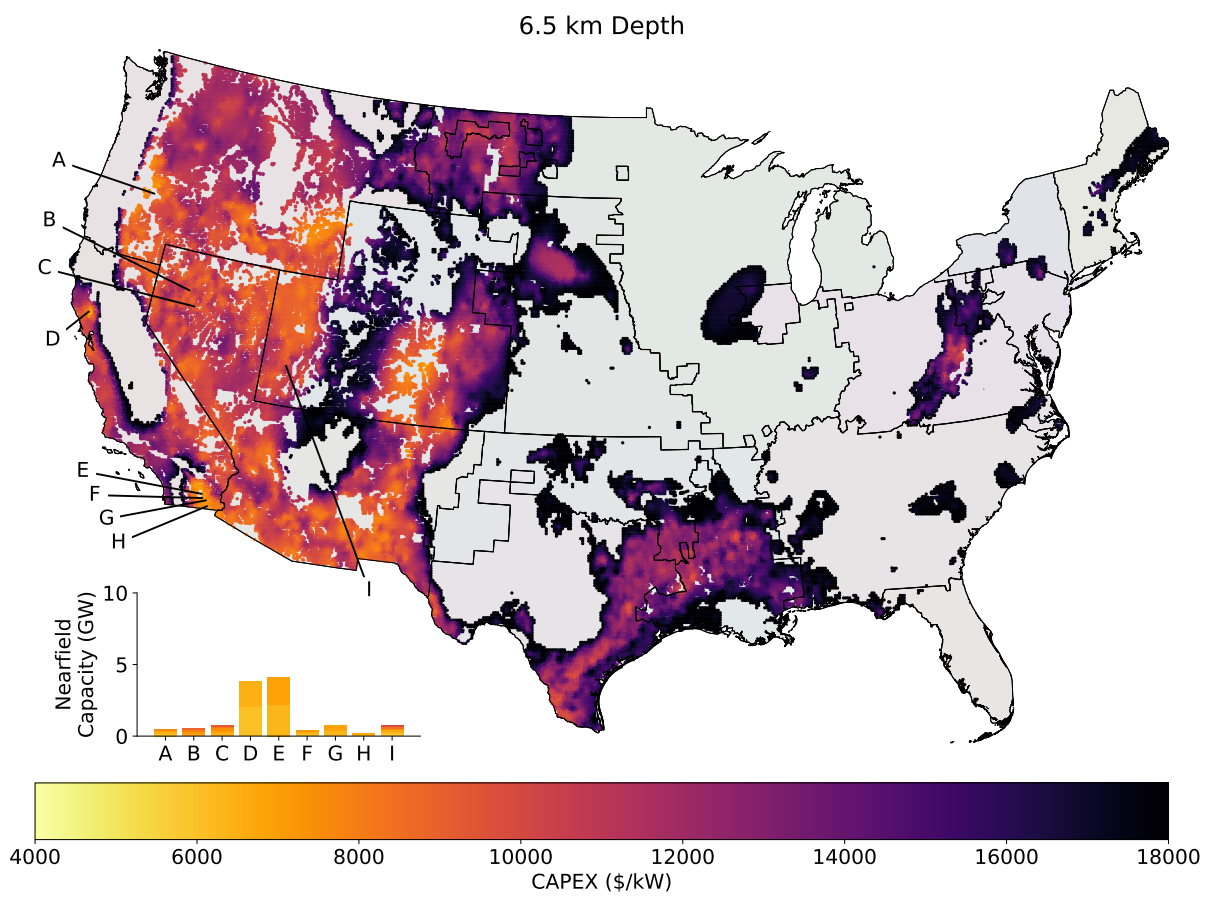 6.5 km Depth
A
B
C
D
E
F
G
H
I
10
5
0
Nearfield
Capacity (GW)
A B C D E F G H I
4000 6000 8000 10000 12000 14000 16000 18000
CAPEX ($/kW)